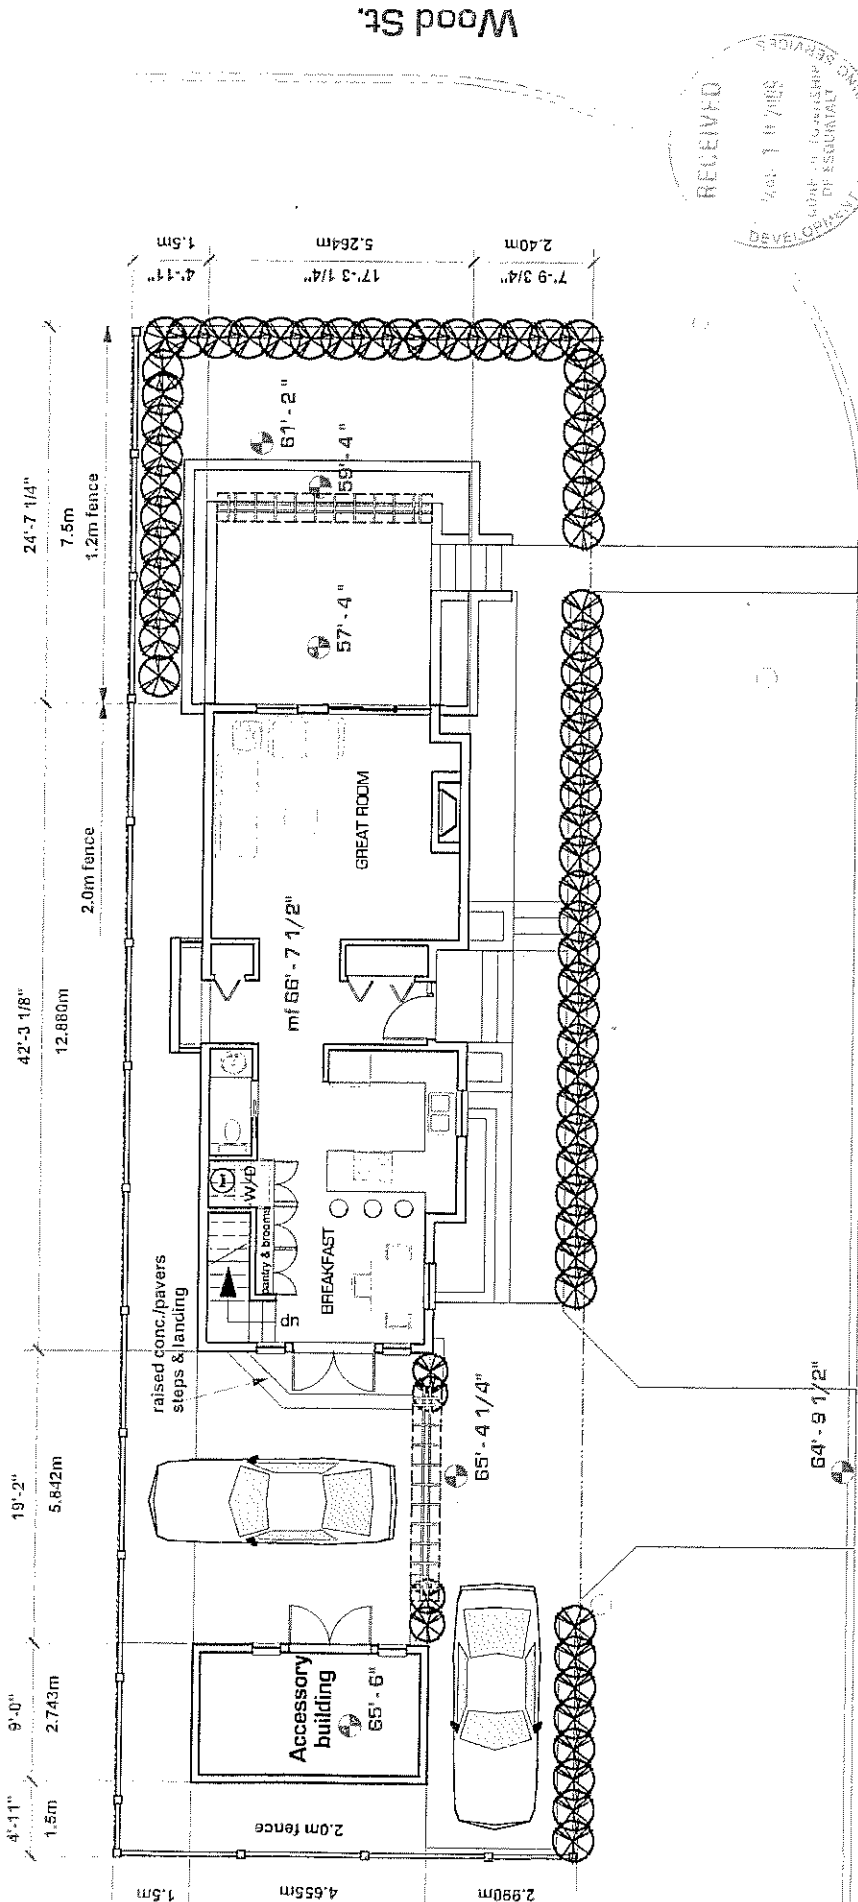 Wood St.
RECEIVED
DEVELOPMENT
1.5m
4'-11"
5.264m
17'-3 1/4"
2.40m
7'-9 3/4"
24'-7 1/4"
7.5m
1.2m fence
61'-2"
59'-4"
57'-4"
2.0m fence
GREAT ROOM
42'-3 1/8"
12.880m
mf 66'-7 1/2"
W/D
pantry & brooms
BREAKFAST
dn
raised conc./pavers
steps & landing
19'-2"
5.842m
65'-4 1/4"
64'-9 1/2"
9'-0"
2.743m
Accessory
building
65'-6"
4'-11"
1.5m
2.0m fence
1.5m
4.655m
2.980m